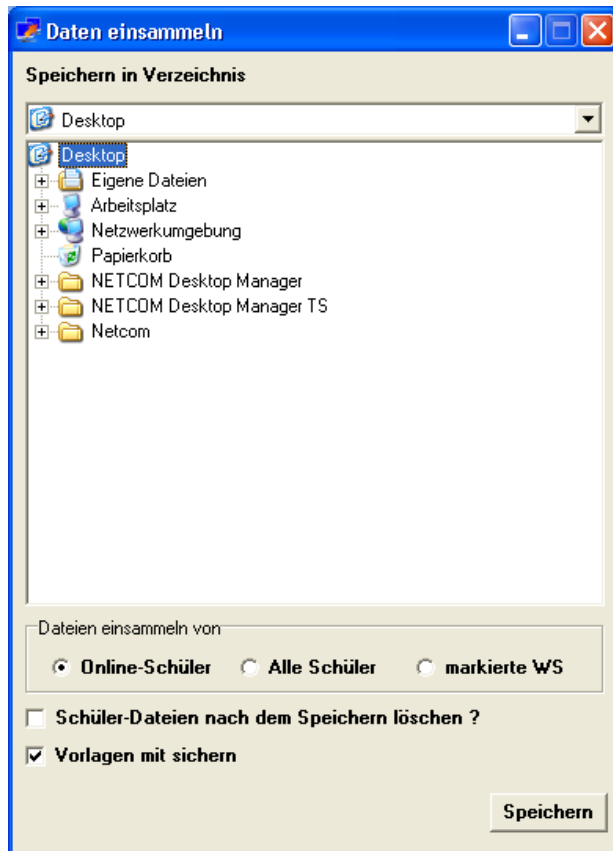 Daten einsammeln
Speichern in Verzeichnis
Desktop
Desktop
Eigene Dateien
Arbeitsplatz
Netzwerkumgebung
Papierkorb
NETCOM Desktop Manager
NETCOM Desktop Manager TS
Netcom
Dateien einsammeln von
Online-Schüler Alle Schüler markierte WS
Schüler-Dateien nach dem Speichern löschen ?
Vorlagen mit sichern
Speichern